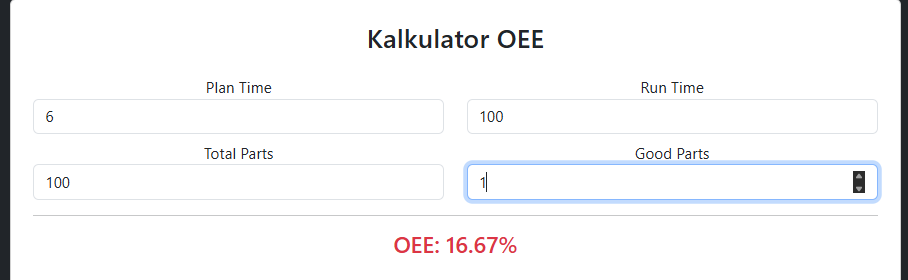 Kalkulator OEE
Plan Time
Run Time
6
100
Total Parts
Good Parts
100
1
OEE: 16.67%